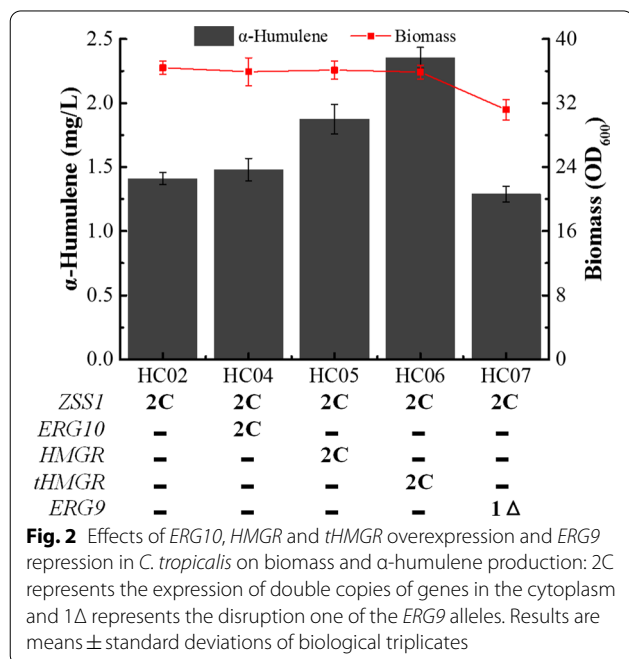 α-Humulene Biomass
2.5 40
2.0 32
1.5 24
1.0 16
0.5 8
0.0 0
α-Humulene (mg/L)
Biomass (OD600)
HC02 HC04 HC05 HC06 HC07
ZSS1 2C 2C 2C 2C 2C
ERG10 - 2C - - -
HMGR - - 2C - -
tHMGR - - - 2C -
ERG9 - - - - 1 Δ
Fig. 2 Effects of ERG10, HMGR and tHMGR overexpression and ERG9
repression in C. tropicalis on biomass and α-humulene production: 2C
represents the expression of double copies of genes in the cytoplasm
and 1Δ represents the disruption one of the ERG9 alleles. Results are
means ± standard deviations of biological triplicates